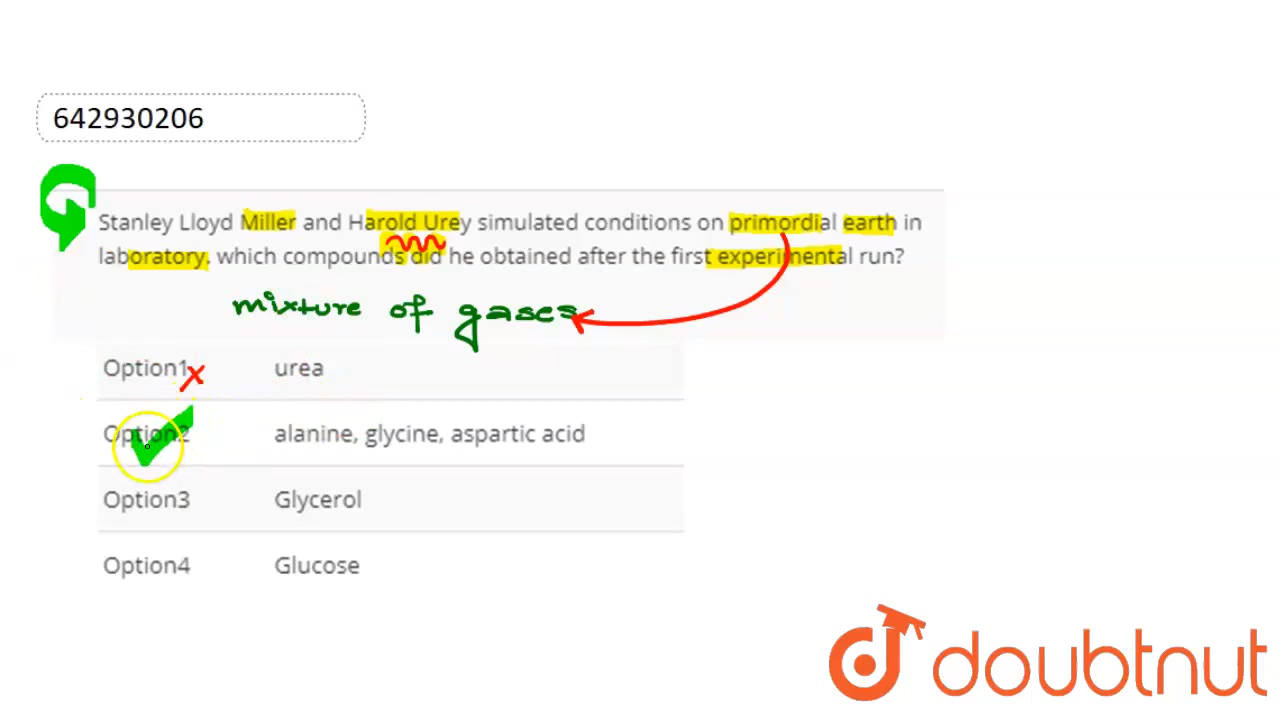 642930206
Stanley Lloyd Miller and Harold Urey simulated conditions on primordial earth in
laboratory. which compounds did he obtained after the first experimental run?
mixture of gases
Option1 x urea
Option2 alanine, glycine, aspartic acid
Option3 Glycerol
Option4 Glucose
doubtnut